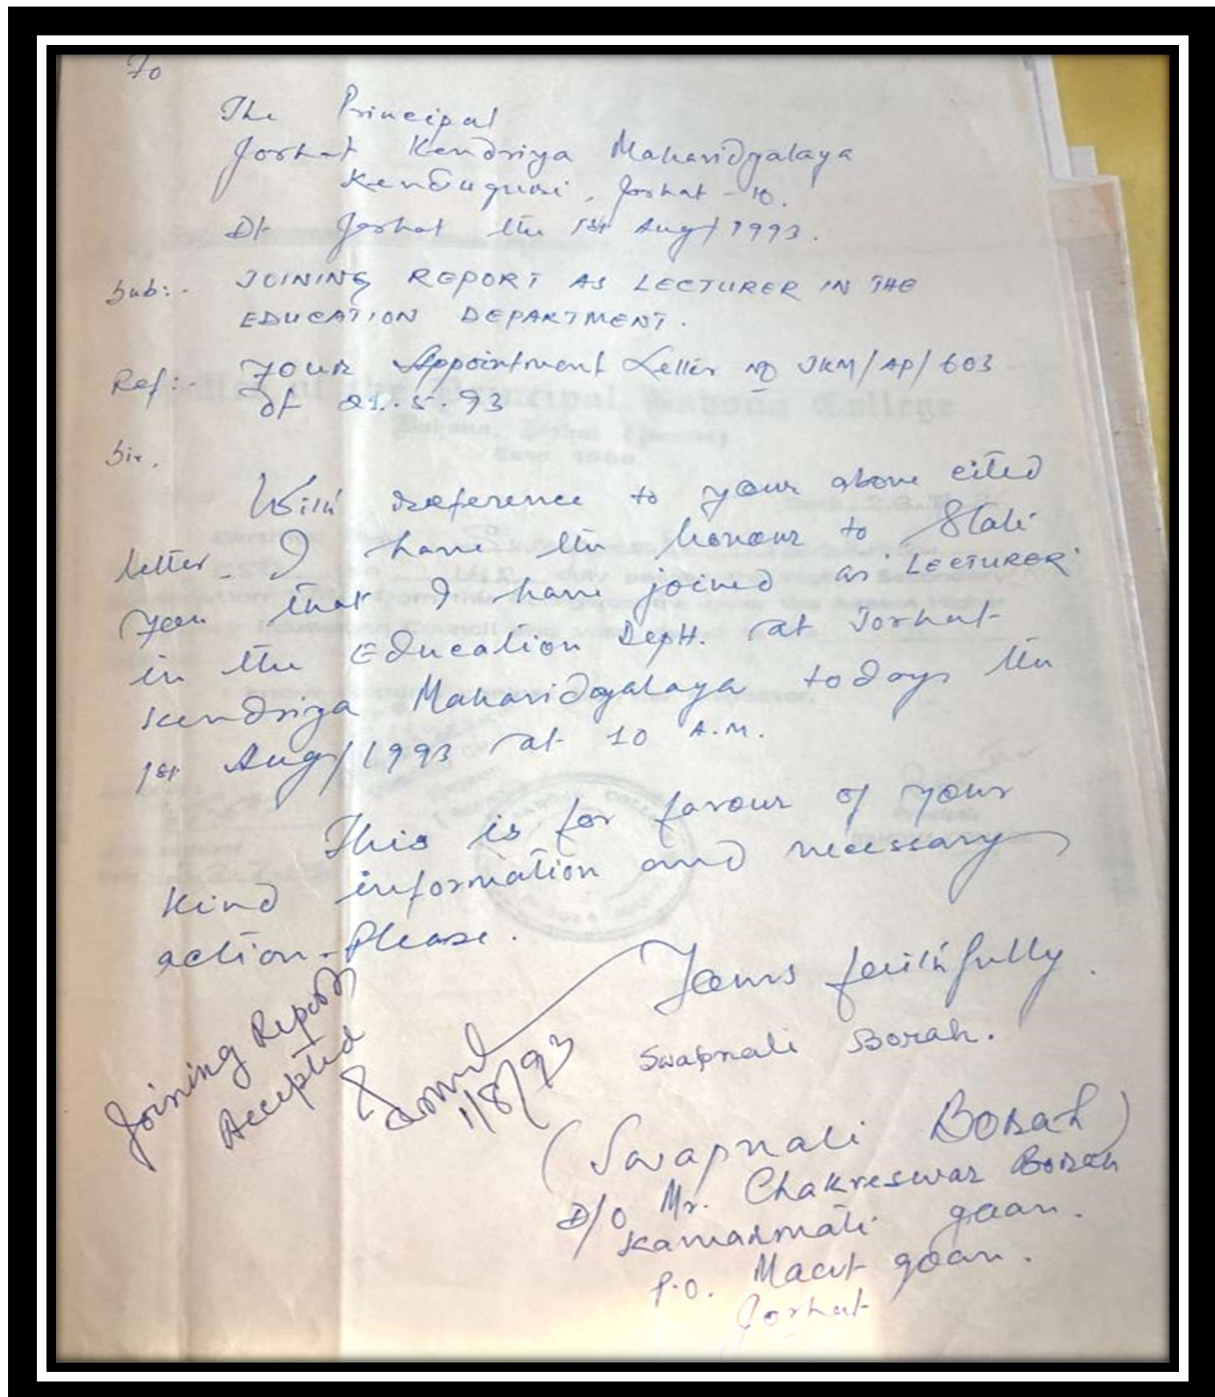 To
The Principal
Jorhat Kendriya Mahavidyalaya
Kenduguri, Jorhat - 10.
Dt Jorhat the 1st Aug/1993.
Sub:- JOINING REPORT AS LECTURER IN THE
EDUCATION DEPARTMENT.
Ref:- Your Appointment Letter no JKM/AP/603
of 21.5.93
Sir,
With reference to your above cited
letter I have the honour to State
you that I have joined as 'LECTURER'
in the Education Deptt. at Jorhat
Kendriya Mahavidyalaya todays the
1st Aug/1993 at 10 A.M.
This is for favour of your
kind information and necessary
action Please.
Yours faithfully.
Swapnali Borah.
Joining Report
Accepted
1/8/93
(Swapnali Borah)
D/O Mr. Chakreswar Borah
Kamarmati gaon.
P.O. Maut gaon.
Jorhat